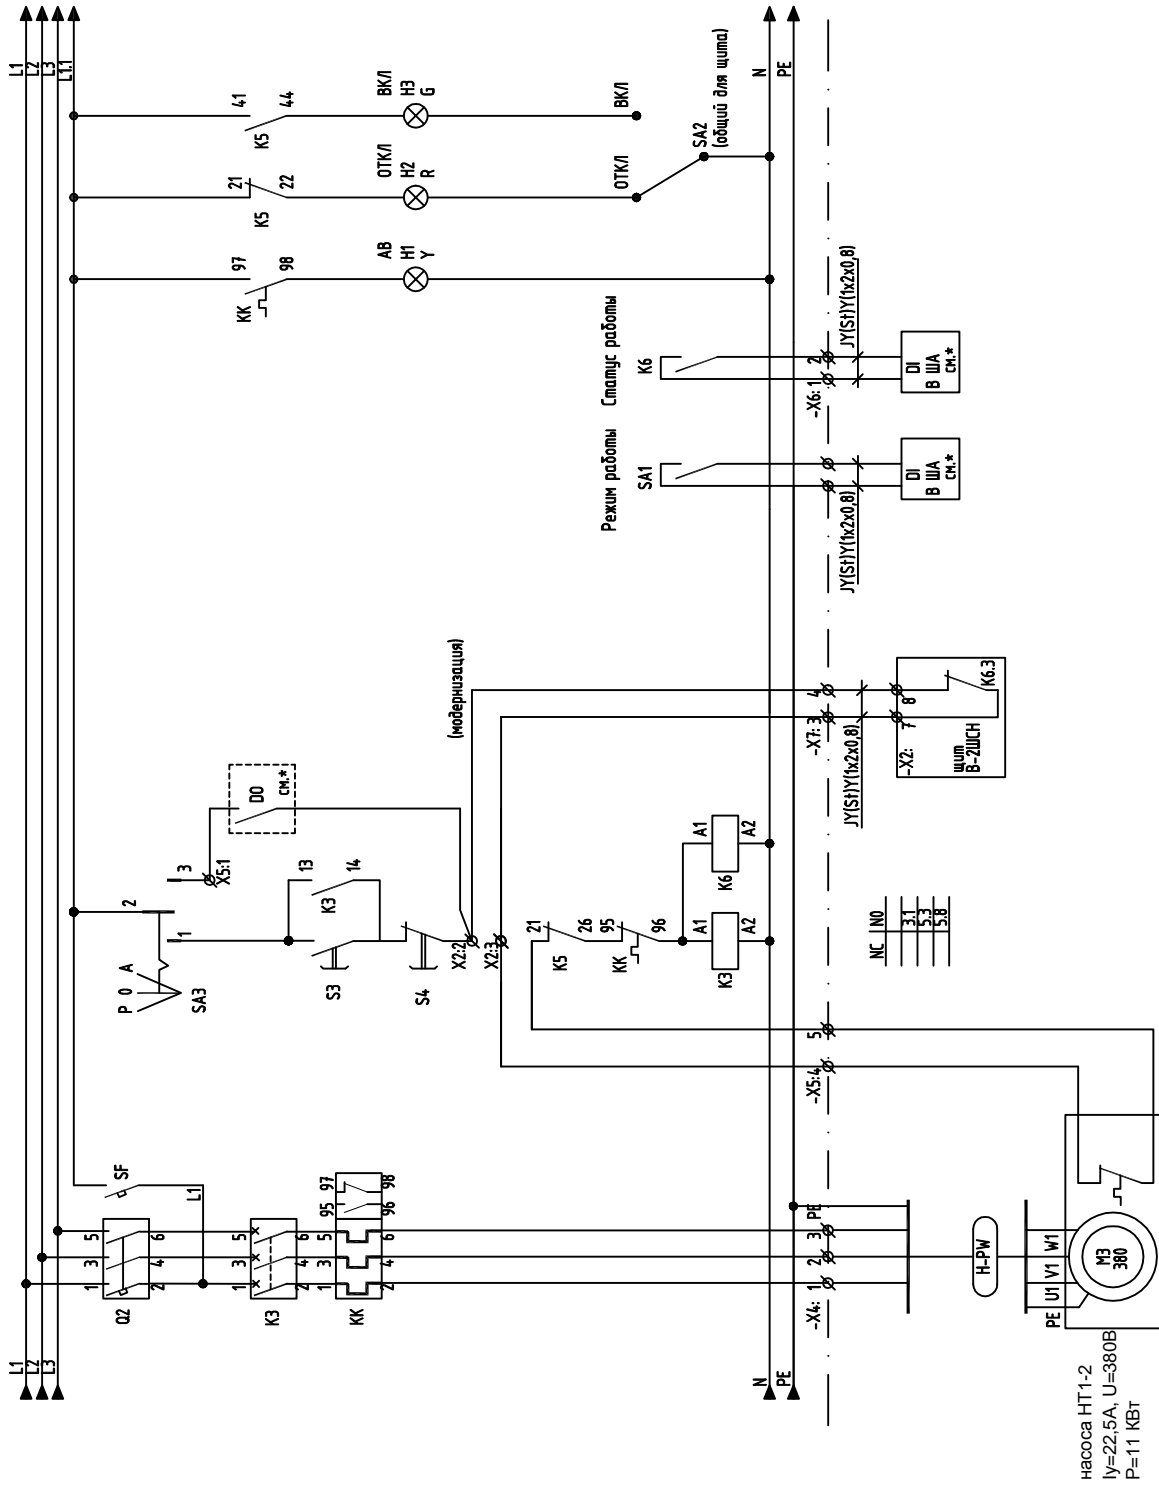 L1
L2
L3
L1.1
41
44
K5
ВКЛ
H3
G
ВКЛ
SA2
(общий для щита)
N
PE
21
22
K5
ОТКЛ
H2
R
ОТКЛ
97
98
KK
АВ
H1
Y
Статус работы
K6
-X6: 1
2
JY(St)Y(1x2x0,8)
DI
В ША
см.*
Режим работы
SA1
JY(St)Y(1x2x0,8)
DI
В ША
см.*
(модернизация)
-X7: 3
4
JY(St)Y(1x2x0,8)
-X2:
7
8
K6.3
щит
В-2ШСН
DO
см.*
3
X5:1
2
1
Р 0 А
SA3
13
14
K3
S3
S4
X2:2
X2:3
21
26
K5
95
96
KK
A1
A2
K6
A1
A2
K3
NC
NO
3.1
5.3
5.8
-X5:4
5
SF
L1
1
3
5
2
4
6
Q2
1
3
5
2
4
6
K3
1
3
5
95
97
2
4
6
96
98
KK
L1
L2
L3
N
PE
-X4:
1
2
3
PE
H-PW
PE
U1
V1
W1
M3
380
насоса НТ1-2
Iу=22,5А, U=380В
Р=11 КВт